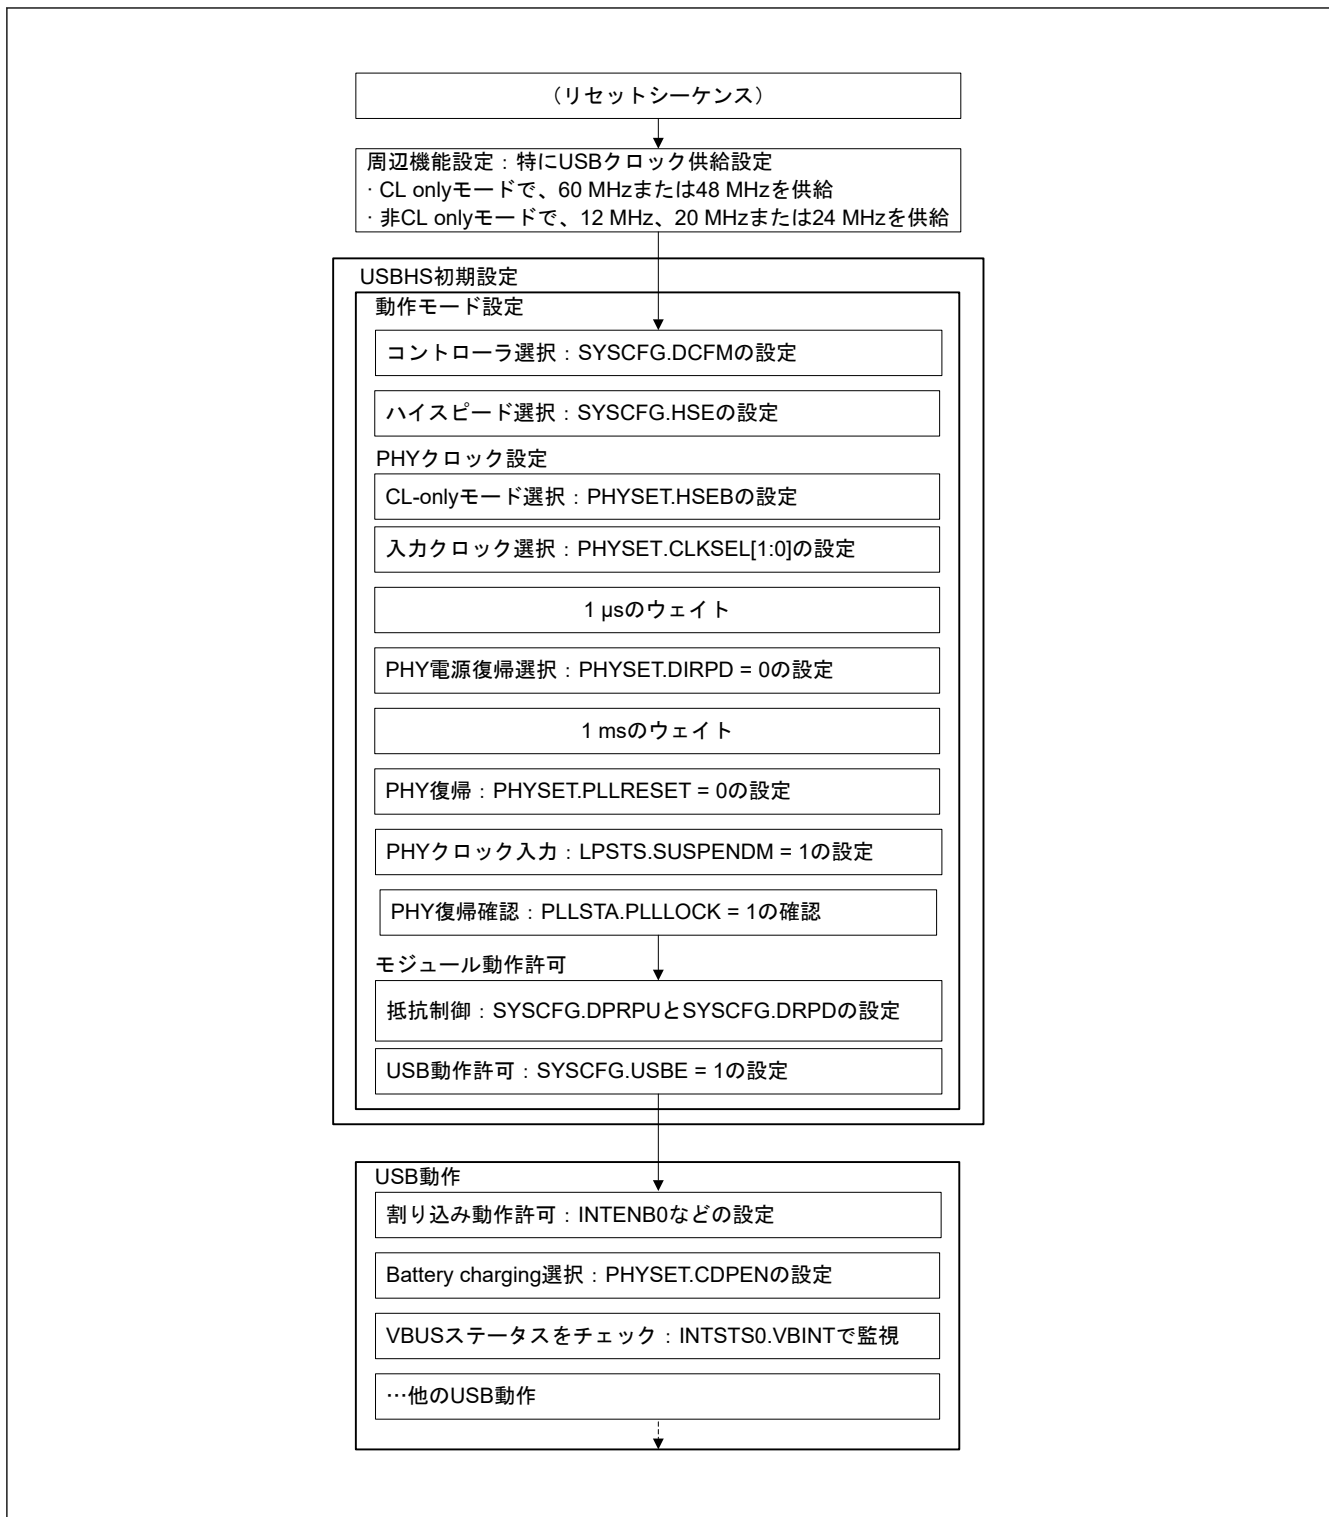 （リセットシーケンス）
周辺機能設定：特にUSBクロック供給設定
· CL onlyモードで、60 MHzまたは48 MHzを供給
· 非CL onlyモードで、12 MHz、20 MHzまたは24 MHzを供給
USBHS初期設定
動作モード設定
コントローラ選択：SYSCFG.DCFMの設定
ハイスピード選択：SYSCFG.HSEの設定
PHYクロック設定
CL-onlyモード選択：PHYSET.HSEBの設定
入力クロック選択：PHYSET.CLKSEL[1:0]の設定
1 µsのウェイト
PHY電源復帰選択：PHYSET.DIRPD = 0の設定
1 msのウェイト
PHY復帰：PHYSET.PLLRESET = 0の設定
PHYクロック入力：LPSTS.SUSPENDM = 1の設定
PHY復帰確認：PLLSTA.PLLLOCK = 1の確認
モジュール動作許可
抵抗制御：SYSCFG.DPRPUとSYSCFG.DRPDの設定
USB動作許可：SYSCFG.USBE = 1の設定
USB動作
割り込み動作許可：INTENB0などの設定
Battery charging選択：PHYSET.CDPENの設定
VBUSステータスをチェック：INTSTS0.VBINTで監視
…他のUSB動作